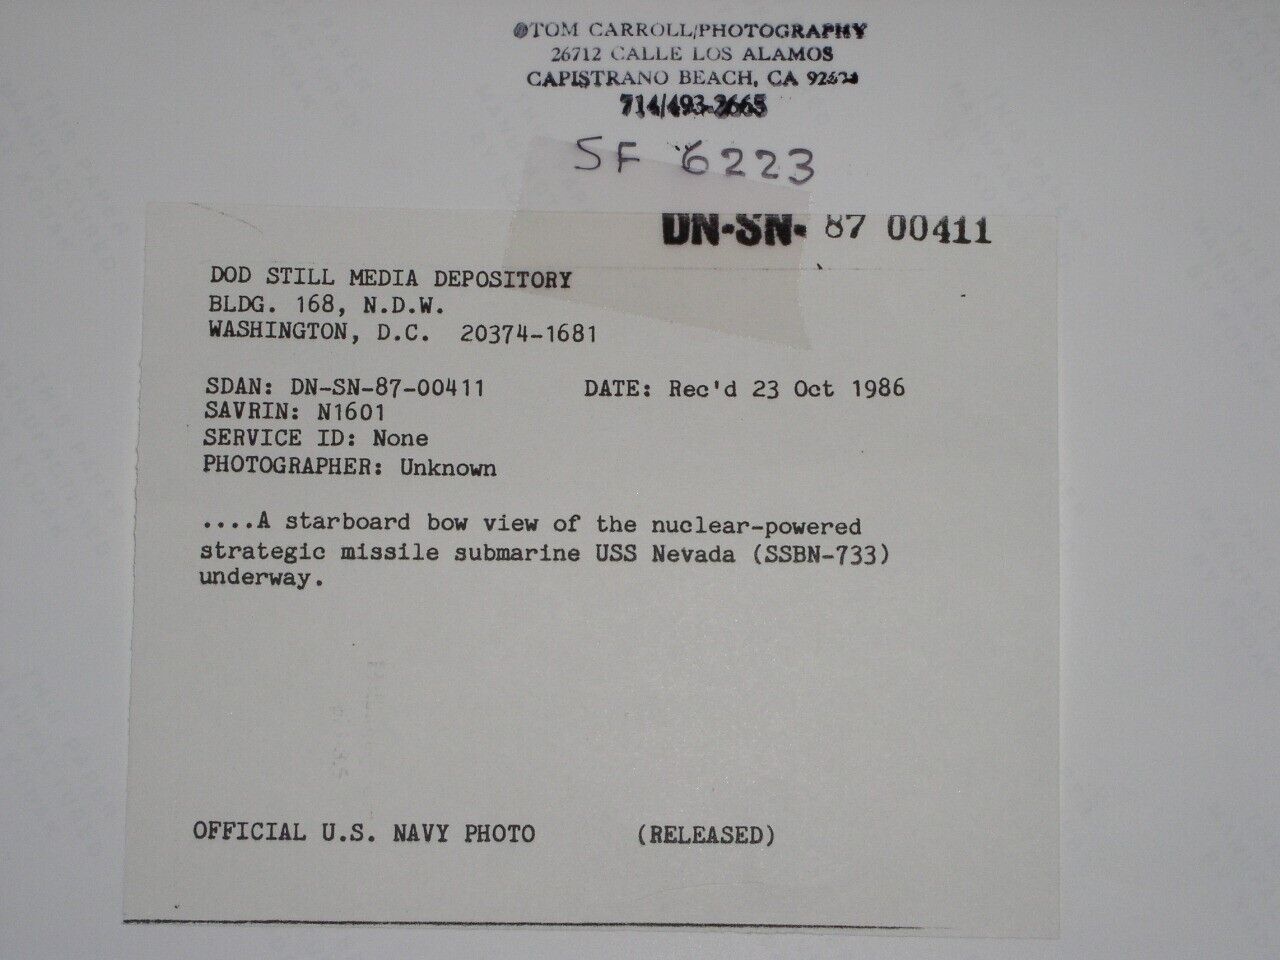 ©TOM CARROLL/PHOTOGRAPHY
26712 CALLE LOS ALAMOS
CAPISTRANO BEACH, CA 92624
714/493-2665
SF 6223
DN-SN- 87 00411
DOD STILL MEDIA DEPOSITORY
BLDG. 168, N.D.W.
WASHINGTON, D.C. 20374-1681
SDAN: DN-SN-87-00411 DATE: Rec'd 23 Oct 1986
SAVRIN: N1601
SERVICE ID: None
PHOTOGRAPHER: Unknown
....A starboard bow view of the nuclear-powered
strategic missile submarine USS Nevada (SSBN-733)
underway.
OFFICIAL U.S. NAVY PHOTO (RELEASED)